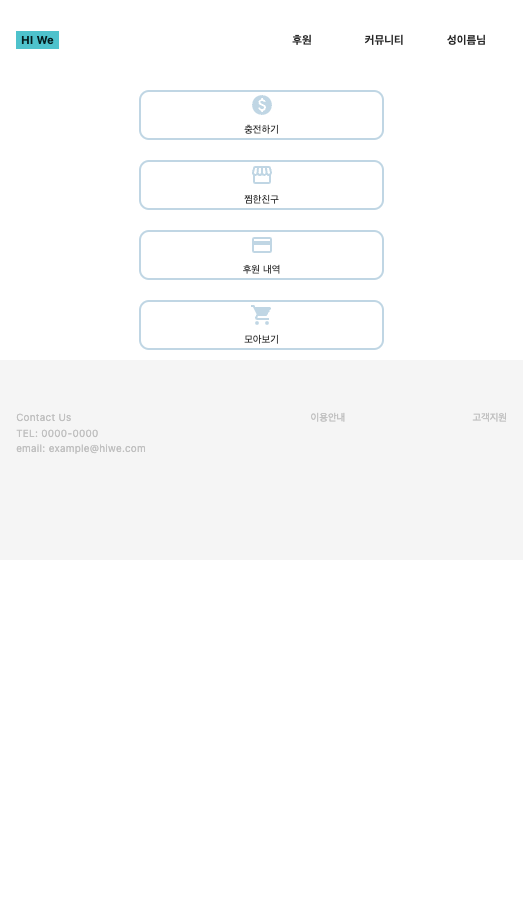 HI We
후원
커뮤니티
성이름님
충전하기
찜한친구
후원 내역
모아보기
Contact Us
TEL: 0000-0000
email: example@hiwe.com
이용안내
고객지원